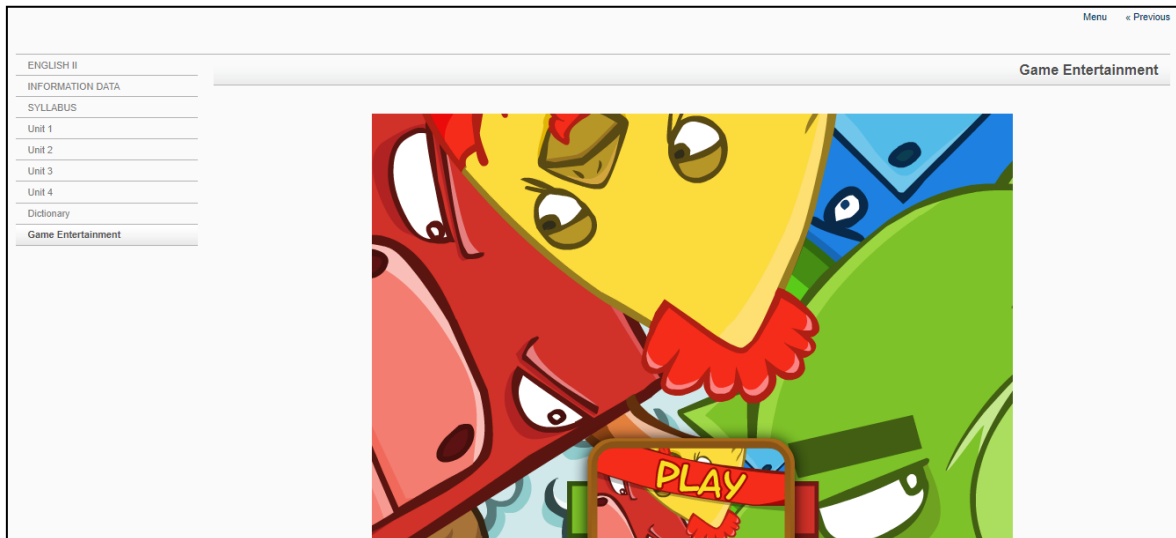 Menu « Previous
ENGLISH II
INFORMATION DATA
SYLLABUS
Unit 1
Unit 2
Unit 3
Unit 4
Dictionary
Game Entertainment
Game Entertainment
PLAY